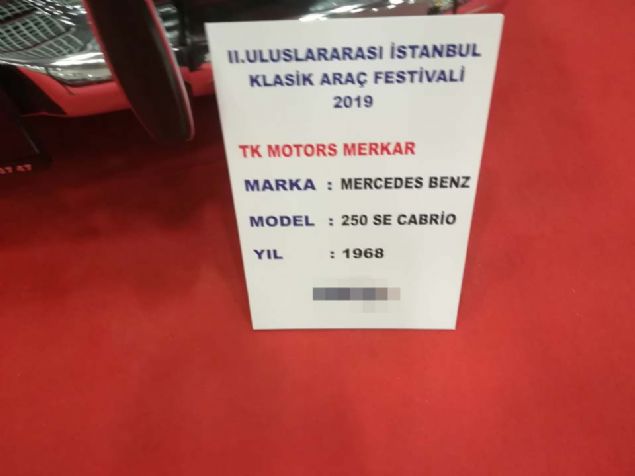 II.ULUSLARARASI İSTANBUL
KLASİK ARAÇ FESTİVALİ
2019
TK MOTORS MERKAR
MARKA : MERCEDES BENZ
MODEL : 250 SE CABRİO
YIL : 1968